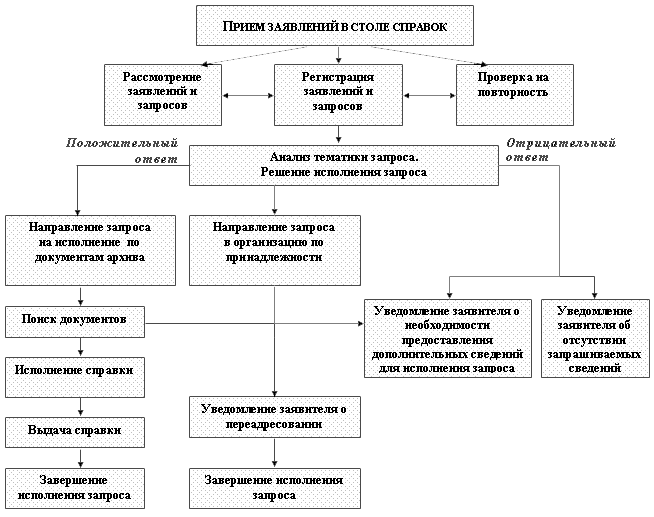 ПРИЕМ ЗАЯВЛЕНИЙ В СТОЛЕ СПРАВОК
Рассмотрение
заявлений и
запросов
Регистрация
заявлений и
запросов
Проверка на
повторность
Положительный
ответ
Отрицательный
ответ
Анализ тематики запроса.
Решение исполнения запроса
Направление запроса
на исполнение по
документам архива
Направление запроса
в организацию по
принадлежности
Поиск документов
Уведомление заявителя о
необходимости
предоставления
дополнительных сведений
для исполнения запроса
Уведомление
заявителя об
отсутствии
запрашиваемых
сведений
Исполнение справки
Уведомление заявителя о
переадресовании
Выдача справки
Завершение
исполнения запроса
Завершение исполнения
запроса